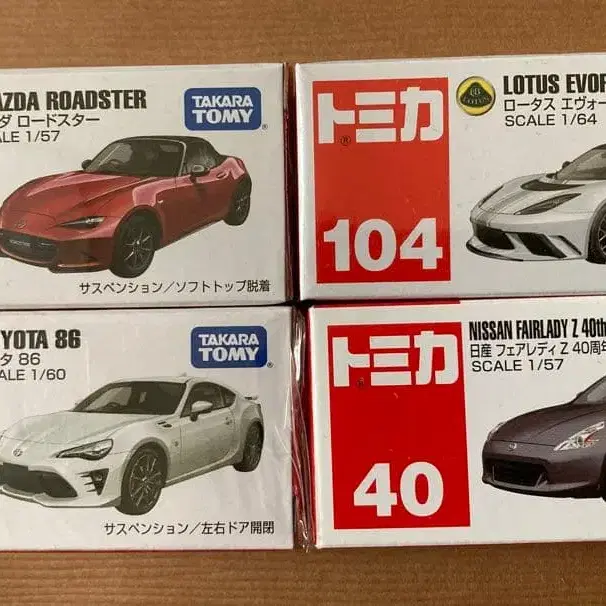 AZDA ROADSTER
ダ ロードスター
ALE 1/57
TAKARA
TOMY
サスペンション／ソフトトップ脱着
トミカ
®
104
LOTUS
LOTUS EVOR
ロータス エヴォー
SCALE 1/64
OYOTA 86
タ 86
ALE 1/60
TAKARA
TOMY
サスペンション／左右ドア開閉
トミカ
®
40
NISSAN FAIRLADY Z 40th
日産 フェアレディ Z 40周年
SCALE 1/57